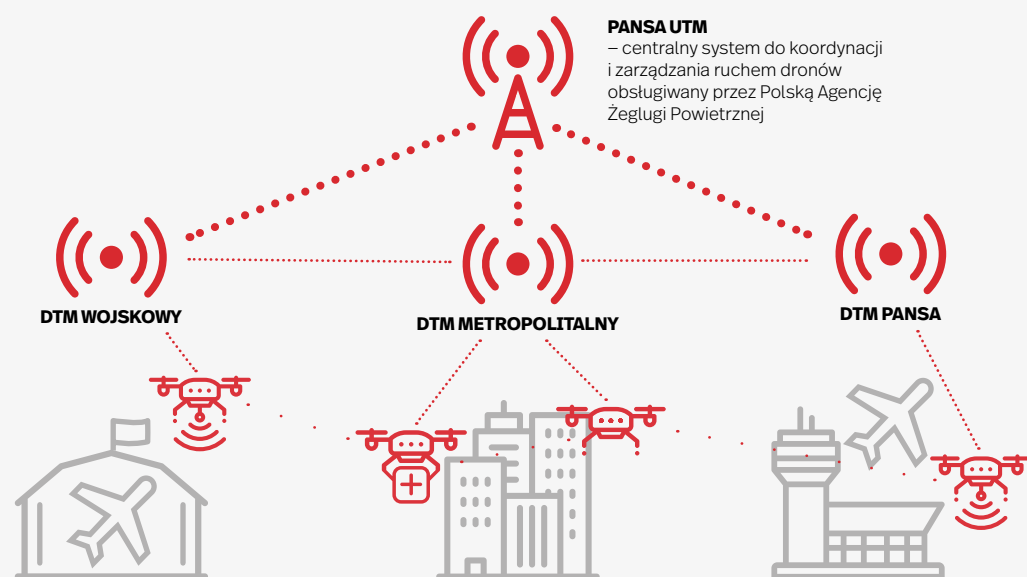 PANSA UTM
– centralny system do koordynacji
i zarządzania ruchem dronów
obsługiwany przez Polską Agencję
Żeglugi Powietrznej
DTM WOJSKOWY
DTM METROPOLITALNY
DTM PANSA